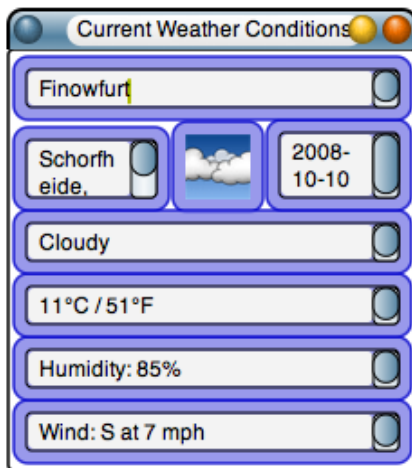 Current Weather Conditions
Finowfurt
Schorfh
eide,
2008-
10-10
Cloudy
11°C / 51°F
Humidity: 85%
Wind: S at 7 mph